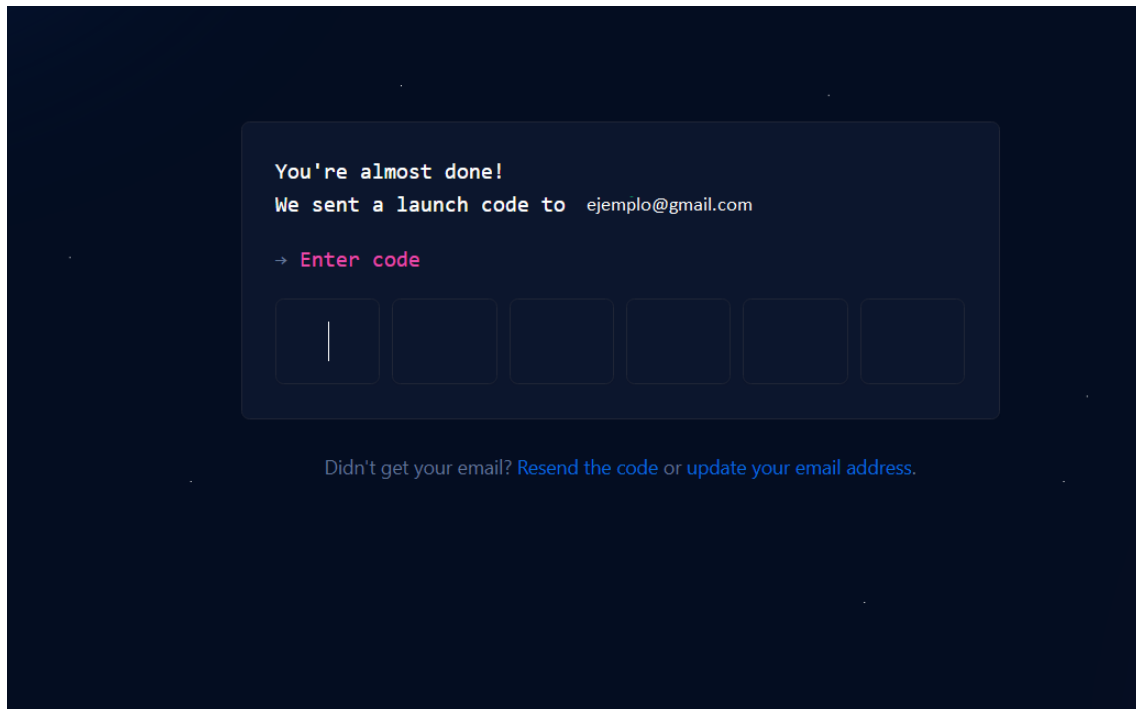 You're almost done!
We sent a launch code to ejemplo@gmail.com
→ Enter code
Didn't get your email? Resend the code or update your email address.